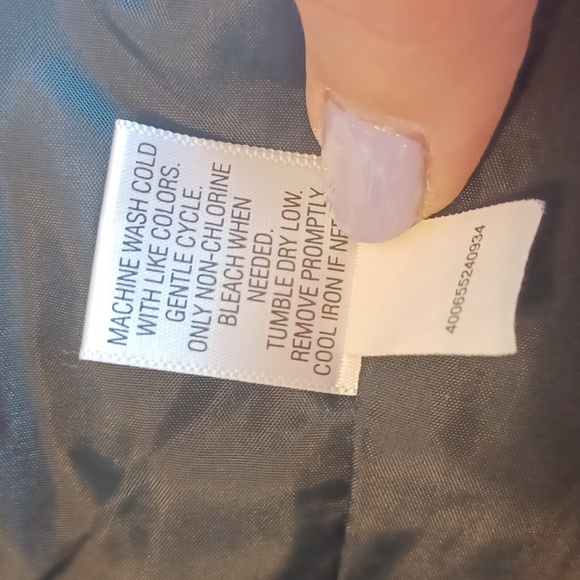 MACHINE WASH COLD
WITH LIKE COLORS.
GENTLE CYCLE.
ONLY NON-CHLORINE
BLEACH WHEN
NEEDED.
TUMBLE DRY LOW.
REMOVE PROMPTLY
COOL IRON IF
400655240934